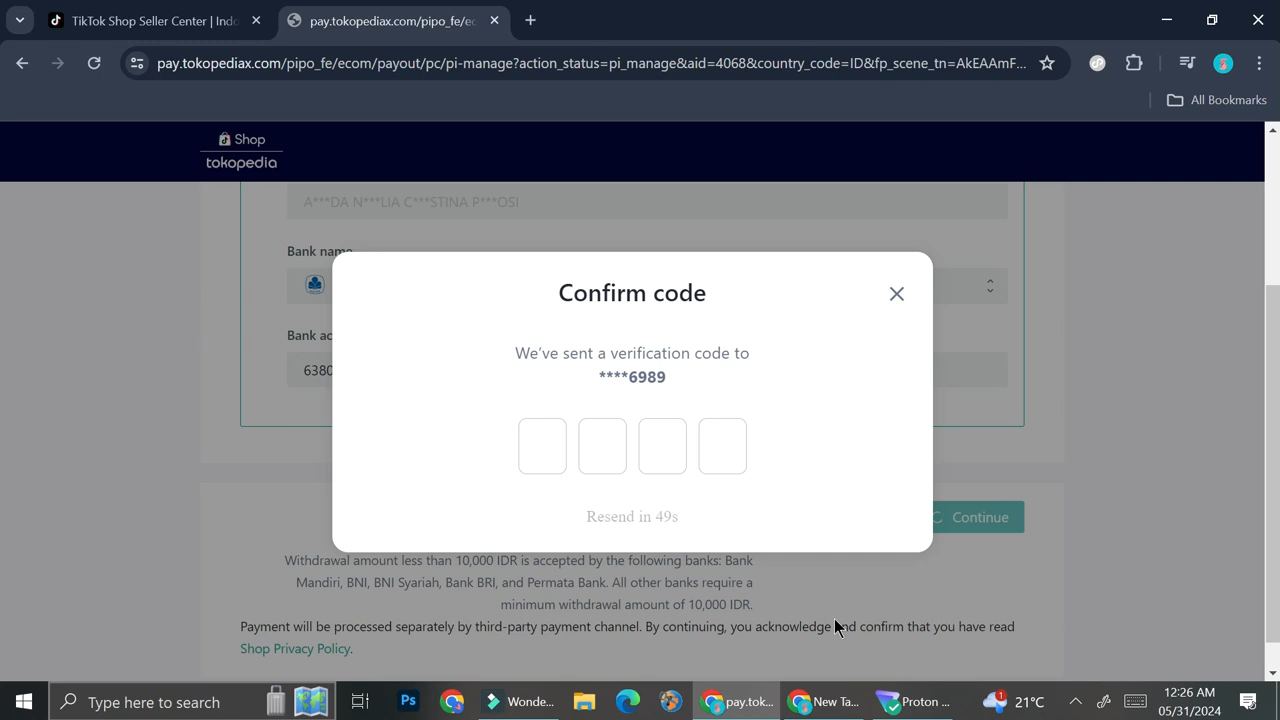 TikTok Shop Seller Center | Indo
pay.tokopediax.com/pipo_fe/ec
pay.tokopediax.com/pipo_fe/ecom/payout/pc/pi-manage?action_status=pi_manage&aid=4068&country_code=ID&fp_scene_tn=AkEAAmF...
All Bookmarks
Shop
tokopedia
A***DA N***LIA C***STINA P***OSI
Bank name
Bank ac
6380
Confirm code
We've sent a verification code to
****6989
Resend in 49s
Continue
Withdrawal amount less than 10,000 IDR is accepted by the following banks: Bank
Mandiri, BNI, BNI Syariah, Bank BRI, and Permata Bank. All other banks require a
minimum withdrawal amount of 10,000 IDR.
Payment will be processed separately by third-party payment channel. By continuing, you acknowledge and confirm that you have read
Shop Privacy Policy.
Type here to search
Ps
Wonde...
pay.tok...
New Ta...
Proton ...
1
21°C
12:26 AM
05/31/2024